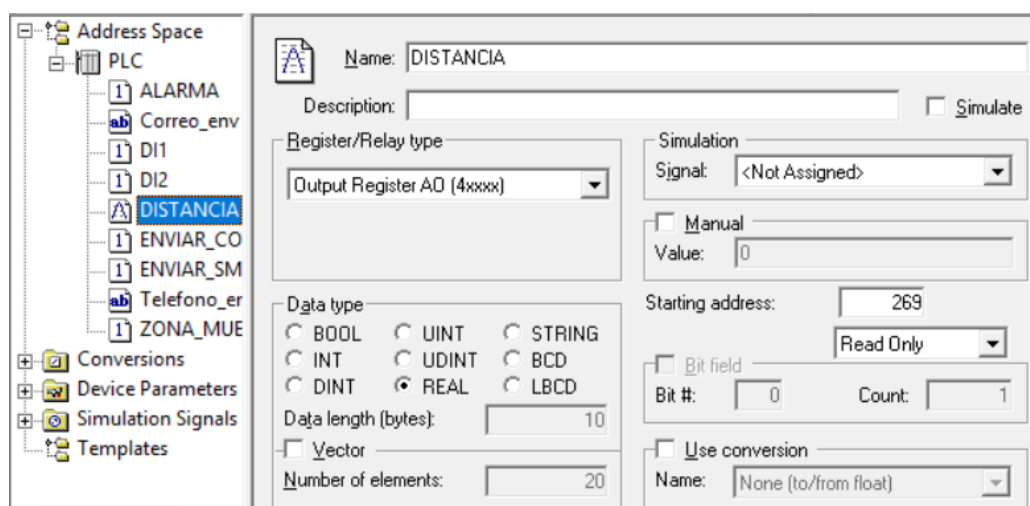 Address Space
PLC
ALARMA
Correo_env
DI1
DI2
DISTANCIA
ENVIAR_CO
ENVIAR_SM
Telefono_er
ZONA_MUE
Conversions
Device Parameters
Simulation Signals
Templates
Name: DISTANCIA
Description:
Simulate
Register/Relay type
Output Register AO (4xxxx)
Simulation
Signal: <Not Assigned>
Manual
Value: 0
Data type
BOOL UINT STRING
INT UDINT BCD
DINT REAL LBCD
Data length (bytes): 10
Vector
Number of elements: 20
Starting address: 269
Read Only
Bit field
Bit #: 0 Count: 1
Use conversion
Name: None (to/from float)